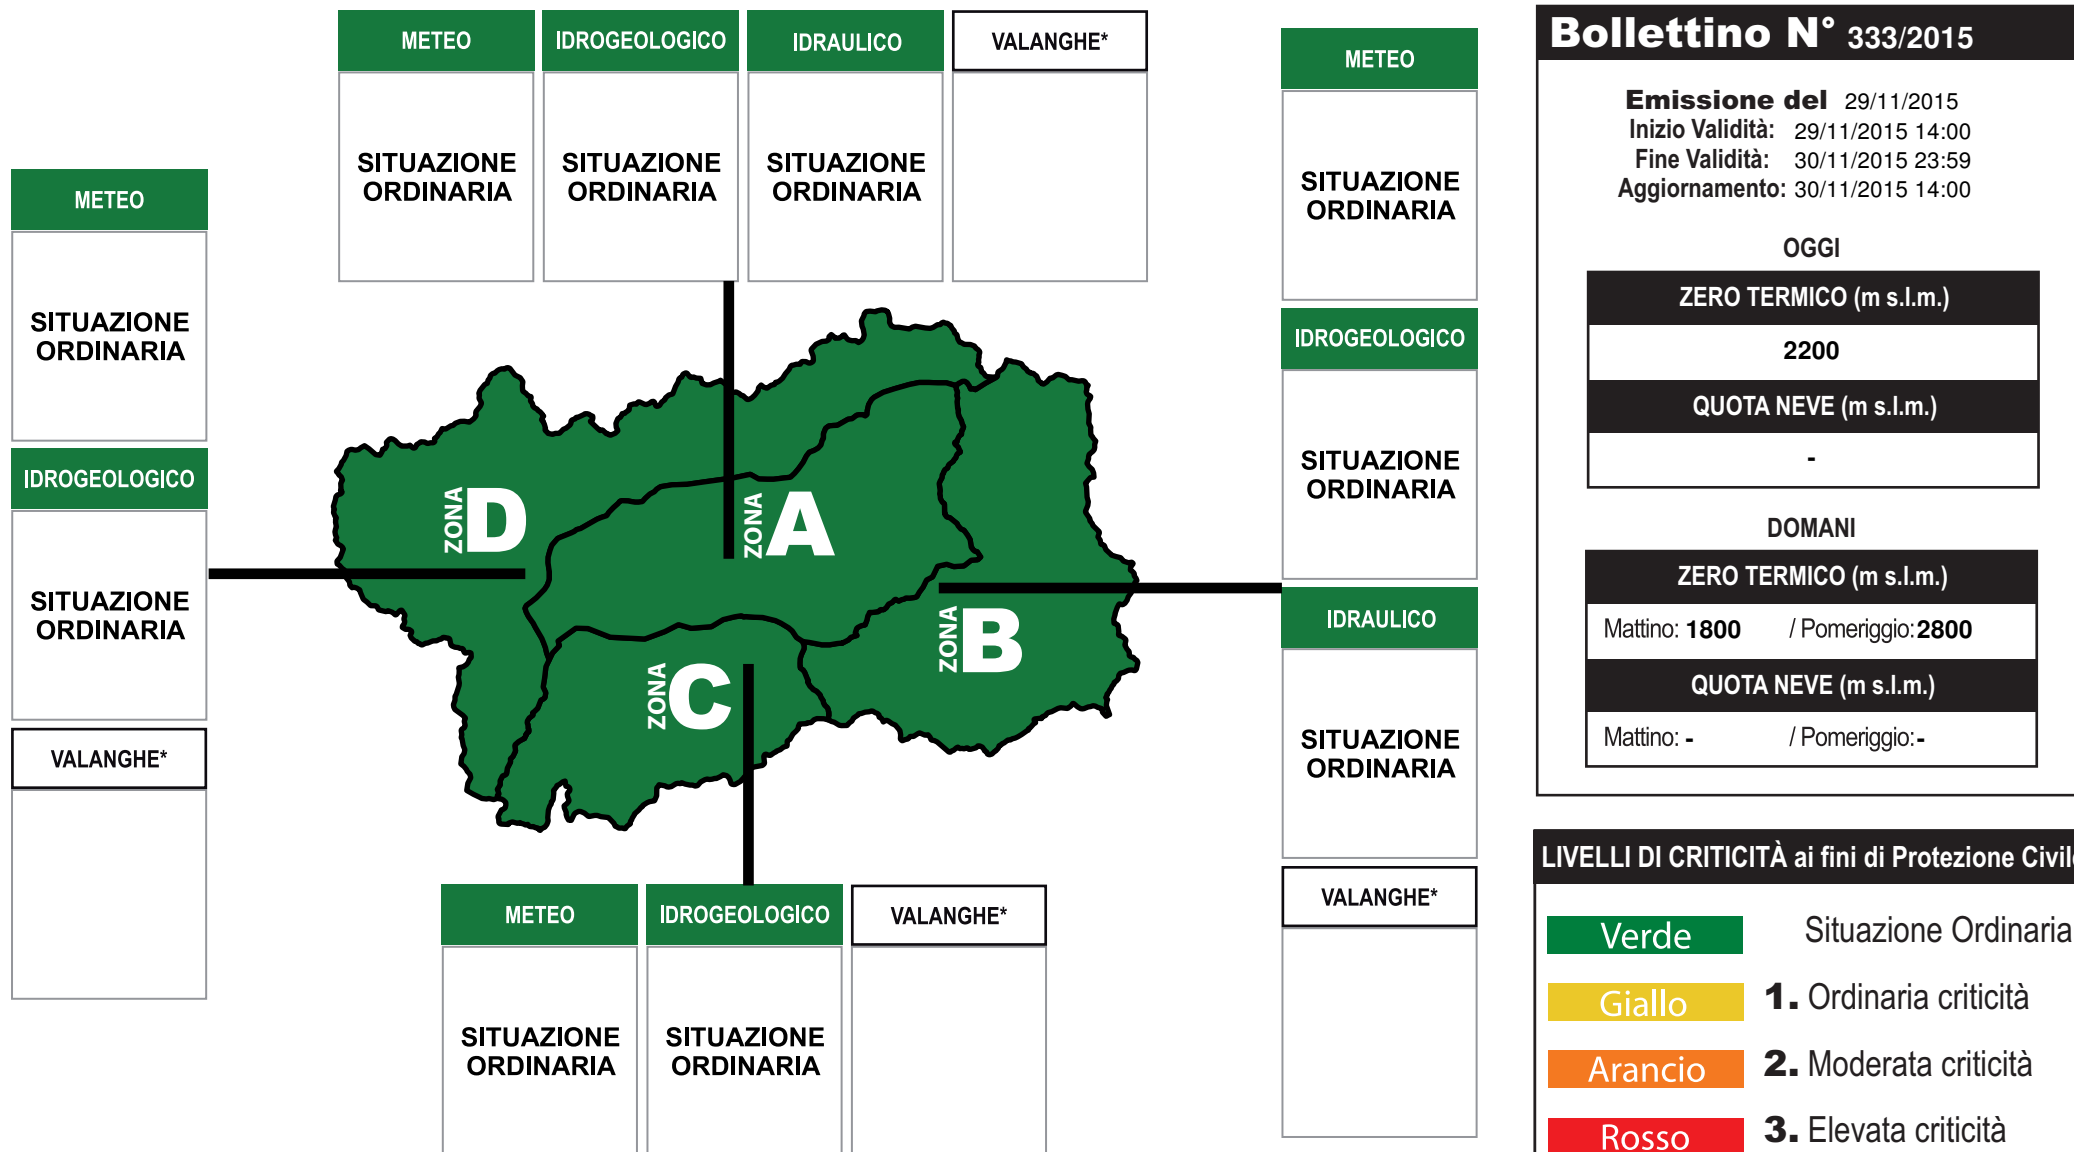 METEO
IDROGEOLOGICO
IDRAULICO
VALANGHE*
SITUAZIONE
ORDINARIA
SITUAZIONE
ORDINARIA
SITUAZIONE
ORDINARIA
METEO
SITUAZIONE
ORDINARIA
IDROGEOLOGICO
SITUAZIONE
ORDINARIA
VALANGHE*
ZONA D
ZONA A
ZONA B
ZONA C
METEO
SITUAZIONE
ORDINARIA
IDROGEOLOGICO
SITUAZIONE
ORDINARIA
IDRAULICO
SITUAZIONE
ORDINARIA
VALANGHE*
METEO
IDROGEOLOGICO
VALANGHE*
SITUAZIONE
ORDINARIA
SITUAZIONE
ORDINARIA
Bollettino N° 333/2015
Emissione del 29/11/2015
Inizio Validità: 29/11/2015 14:00
Fine Validità: 30/11/2015 23:59
Aggiornamento: 30/11/2015 14:00
OGGI
ZERO TERMICO (m s.l.m.)
2200
QUOTA NEVE (m s.l.m.)
-
DOMANI
ZERO TERMICO (m s.l.m.)
Mattino: 1800 / Pomeriggio: 2800
QUOTA NEVE (m s.l.m.)
Mattino: - / Pomeriggio: -
LIVELLI DI CRITICITÀ ai fini di Protezione Civile
Verde Situazione Ordinaria
Giallo 1. Ordinaria criticità
Arancio 2. Moderata criticità
Rosso 3. Elevata criticità